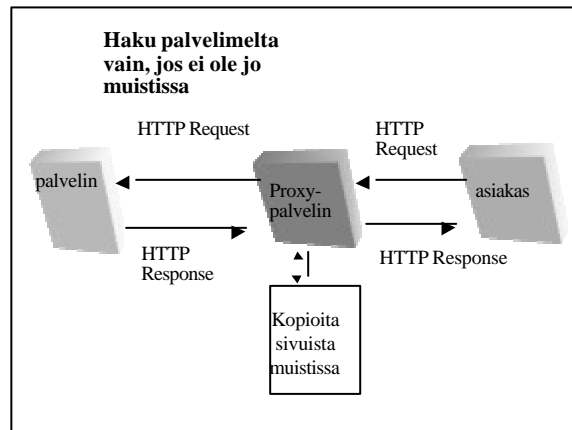 Haku palvelimelta
vain, jos ei ole jo
muistissa
HTTP Request
HTTP
Request
palvelin
Proxy-
palvelin
asiakas
HTTP
Response
HTTP Response
Kopioita
sivuista
muistissa